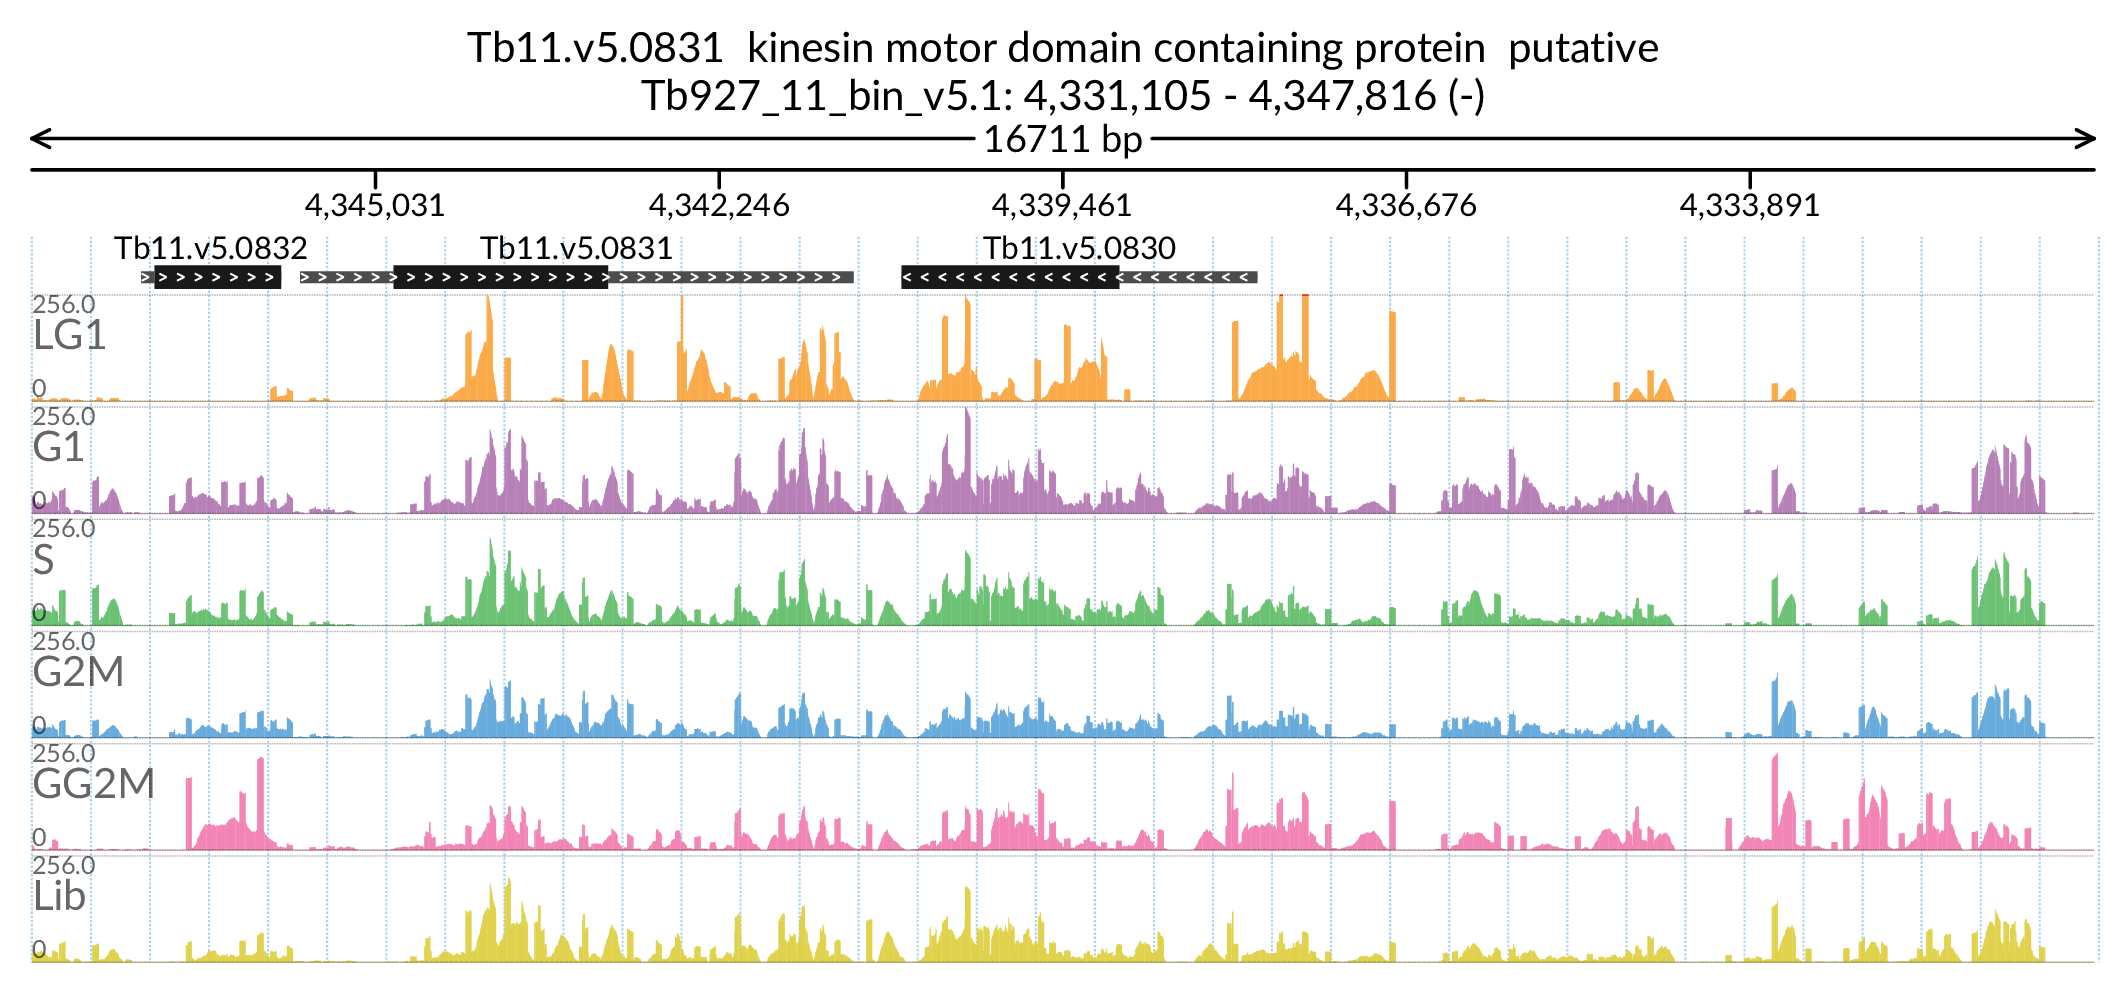 Tb11.v5.0831 kinesin motor domain containing protein putative
Tb927_11_bin_v5.1: 4,331,105 - 4,347,816 (-)
16711 bp
4,345,031 4,342,246 4,339,461 4,336,676 4,333,891
Tb11.v5.0832 Tb11.v5.0831 Tb11.v5.0830
256.0
LG1
0
256.0
G1
0
256.0
S
0
256.0
G2M
0
256.0
GG2M
0
256.0
Lib
0